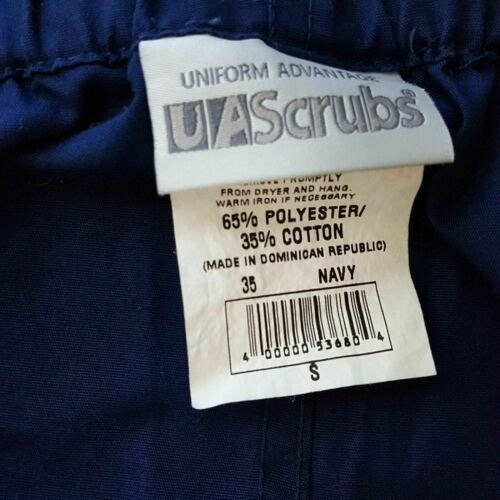 UNIFORM ADVANTAGE
UAScrubs®
PROMPTLY
FROM DRYER AND HANG.
WARM IRON IF NECESSARY
65% POLYESTER/
35% COTTON
(MADE IN DOMINICAN REPUBLIC)
35 NAVY
4 00000 53680 4
S